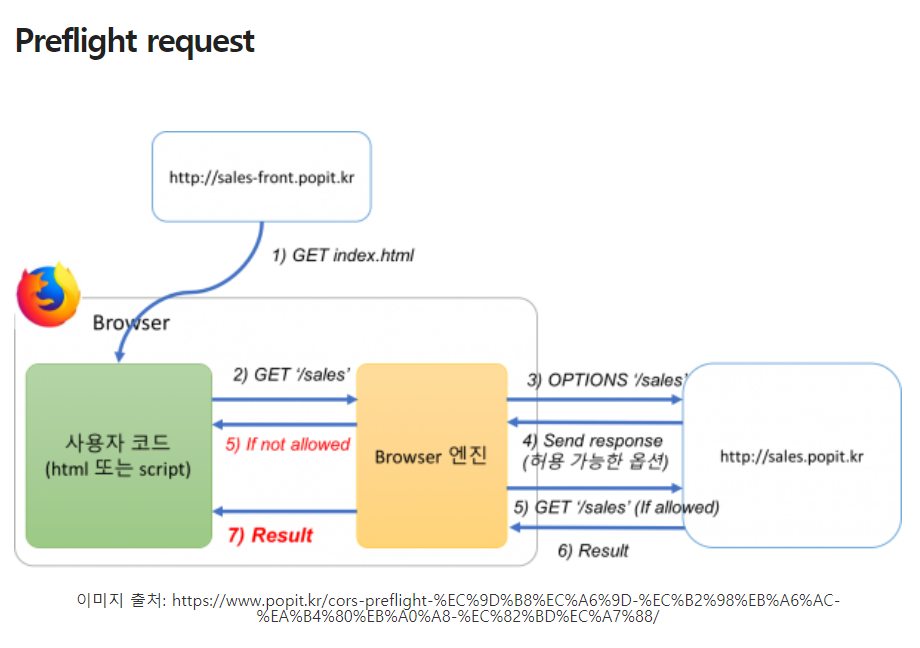 Preflight request
http://sales-front.popit.kr
1) GET index.html
Browser
2) GET ‘/sales’
3) OPTIONS ‘/sales’
사용자 코드
(html 또는 script)
5) If not allowed
Browser 엔진
4) Send response
(허용 가능한 옵션)
http://sales.popit.kr
5) GET ‘/sales’ (If allowed)
7) Result
6) Result
이미지 출처: https://www.popit.kr/cors-preflight-%EC%9D%B8%EC%A6%9D-%EC%B2%98%EB%A6%AC-
%EA%B4%80%EB%A0%A8-%EC%82%BD%EC%A7%88/